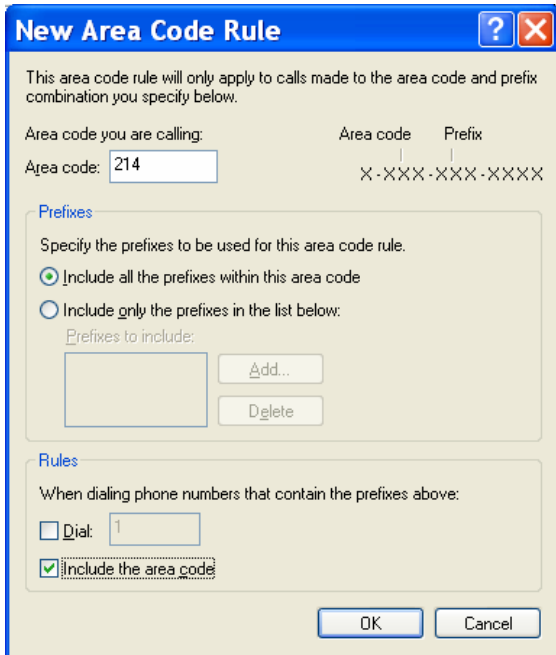 New Area Code Rule
This area code rule will only apply to calls made to the area code and prefix
combination you specify below.
Area code you are calling:
Area code Prefix
Area code: 214
X-XXX-XXX-XXXX
Prefixes
Specify the prefixes to be used for this area code rule.
Include all the prefixes within this area code
Include only the prefixes in the list below:
Prefixes to include:
Add...
Delete
Rules
When dialing phone numbers that contain the prefixes above:
Dial: 1
Include the area code
OK Cancel